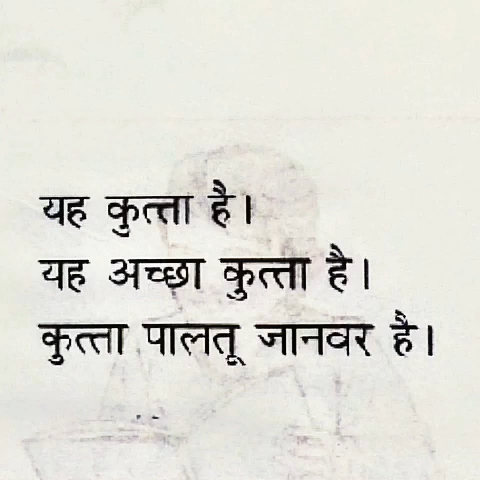 यह कुत्ता है।
यह अच्छा कुत्ता है।
कुत्ता पालतू जानवर है।